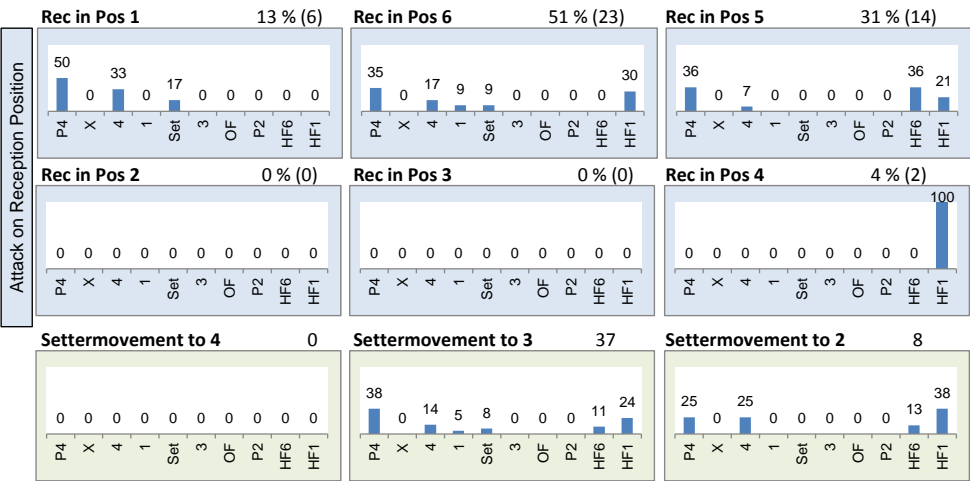 Attack on Reception Position
Rec in Pos 1 13 % (6)
50 0 33 0 17 0 0 0 0 0
P4 X 4 1 Set 3 OF P2 HF6 HF1
Rec in Pos 6 51 % (23)
35 0 17 9 9 0 0 0 0 30
P4 X 4 1 Set 3 OF P2 HF6 HF1
Rec in Pos 5 31 % (14)
36 0 7 0 0 0 0 0 36 21
P4 X 4 1 Set 3 OF P2 HF6 HF1
Rec in Pos 2 0 % (0)
0 0 0 0 0 0 0 0 0 0
P4 X 4 1 Set 3 OF P2 HF6 HF1
Rec in Pos 3 0 % (0)
0 0 0 0 0 0 0 0 0 0
P4 X 4 1 Set 3 OF P2 HF6 HF1
Rec in Pos 4 4 % (2)
0 0 0 0 0 0 0 0 0 100
P4 X 4 1 Set 3 OF P2 HF6 HF1
Settermovement to 4 0
0 0 0 0 0 0 0 0 0 0
P4 X 4 1 Set 3 OF P2 HF6 HF1
Settermovement to 3 37
38 0 14 5 8 0 0 0 11 24
P4 X 4 1 Set 3 OF P2 HF6 HF1
Settermovement to 2 8
25 0 25 0 0 0 0 0 13 38
P4 X 4 1 Set 3 OF P2 HF6 HF1